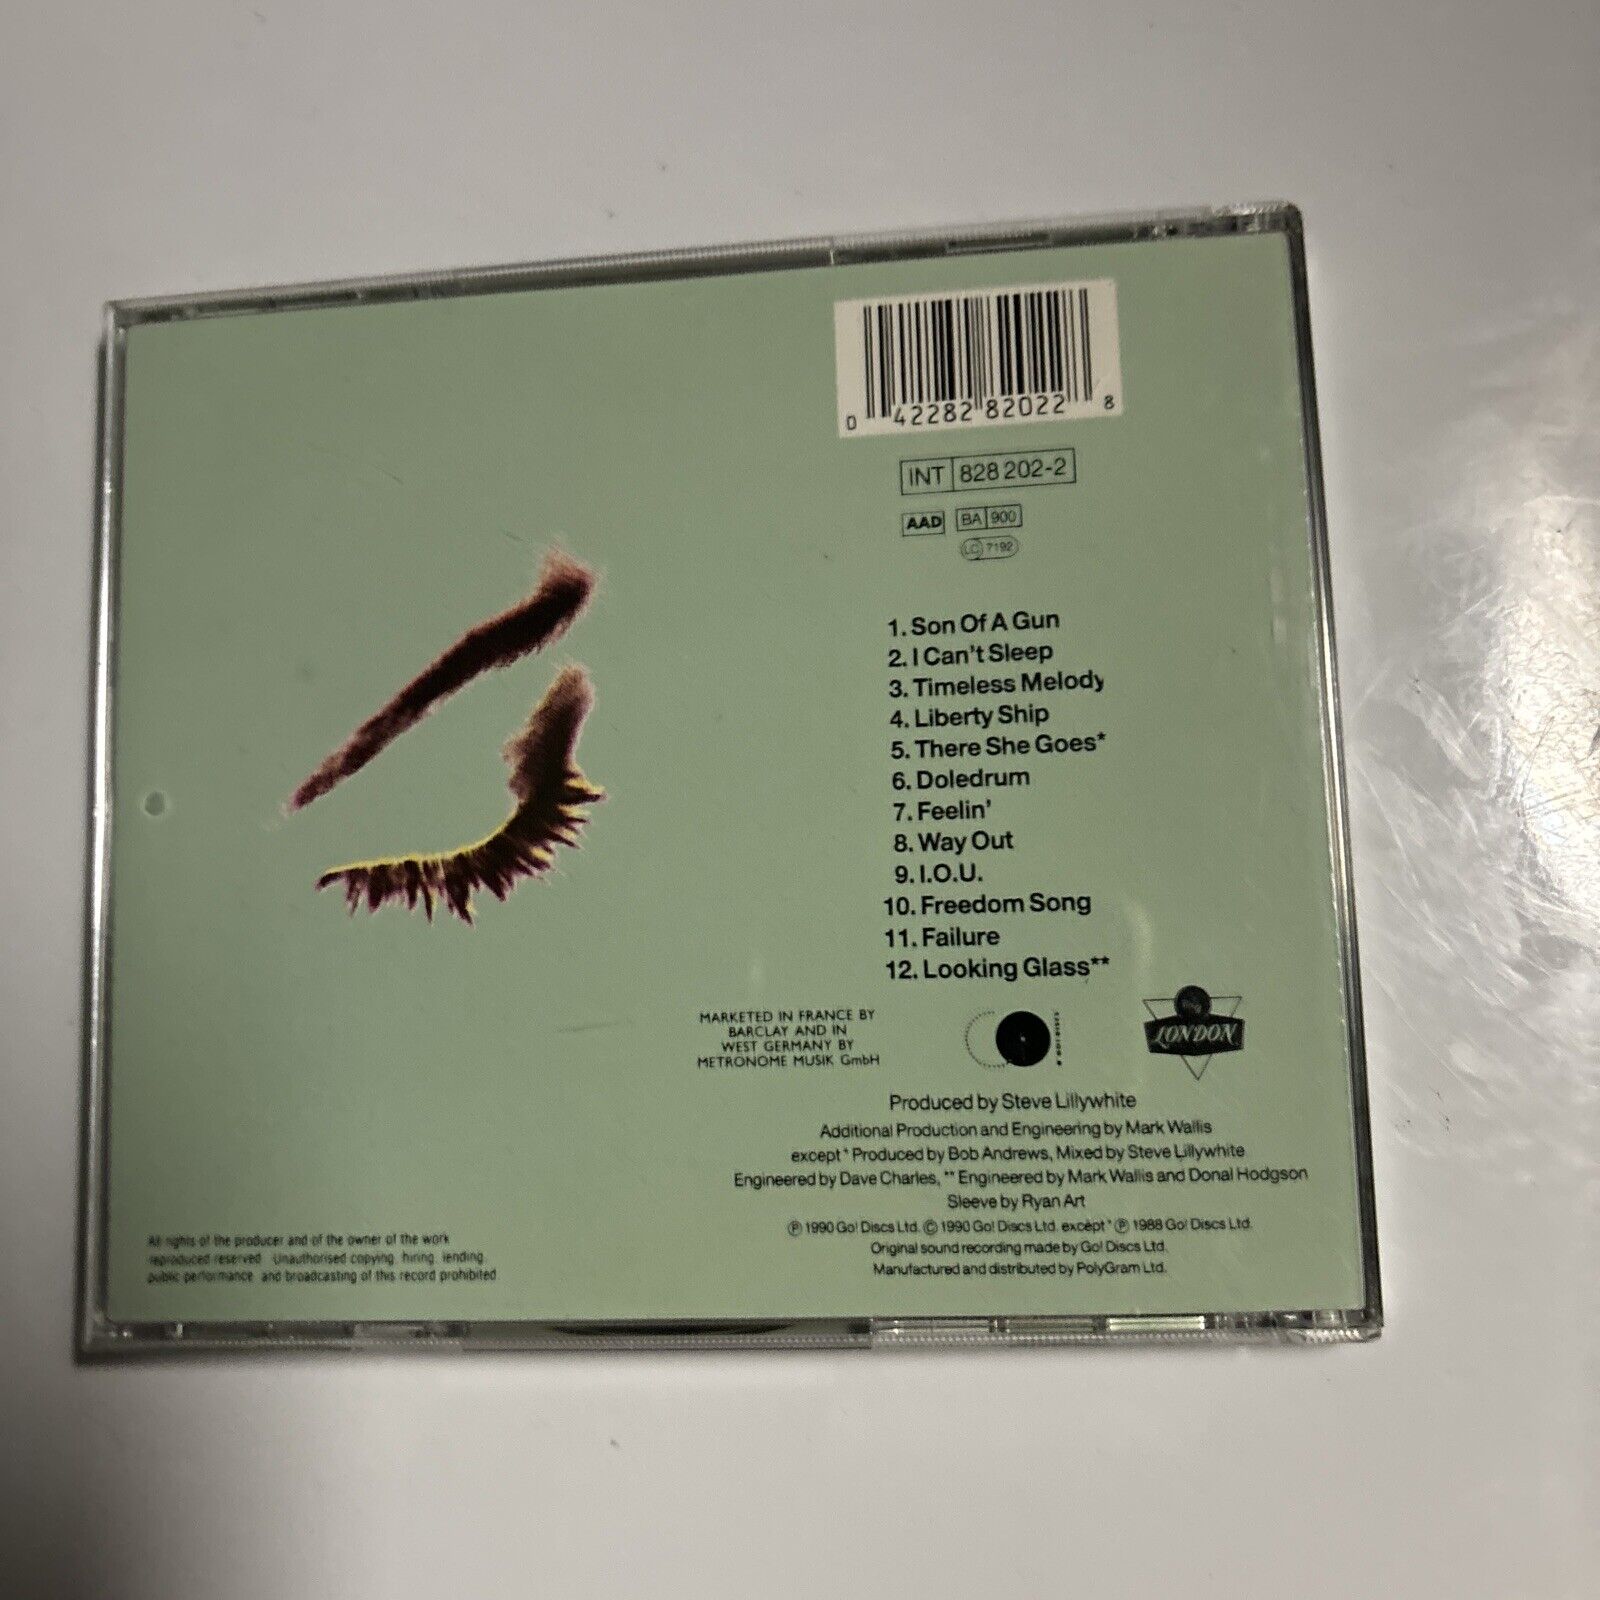 0 42282 82022 8
INT 828 202-2
AAD BA 900
LC 7192
1. Son Of A Gun
2. I Can't Sleep
3. Timeless Melody
4. Liberty Ship
5. There She Goes*
6. Doledrum
7. Feelin'
8. Way Out
9. I.O.U.
10. Freedom Song
11. Failure
12. Looking Glass**
MARKETED IN FRANCE BY
BARCLAY AND IN
WEST GERMANY BY
METRONOME MUSIK GmbH
GO! DISCS
LONDON
Produced by Steve Lillywhite
Additional Production and Engineering by Mark Wallis
except * Produced by Bob Andrews, Mixed by Steve Lillywhite
Engineered by Dave Charles, ** Engineered by Mark Wallis and Donal Hodgson
Sleeve by Ryan Art
℗ 1990 Go! Discs Ltd. © 1990 Go! Discs Ltd. except * ℗ 1988 Go! Discs Ltd.
Original sound recording made by Go! Discs Ltd.
Manufactured and distributed by PolyGram Ltd.
All rights of the producer and of the owner of the work
reproduced reserved. Unauthorised copying, hiring, lending,
public performance and broadcasting of this record prohibited